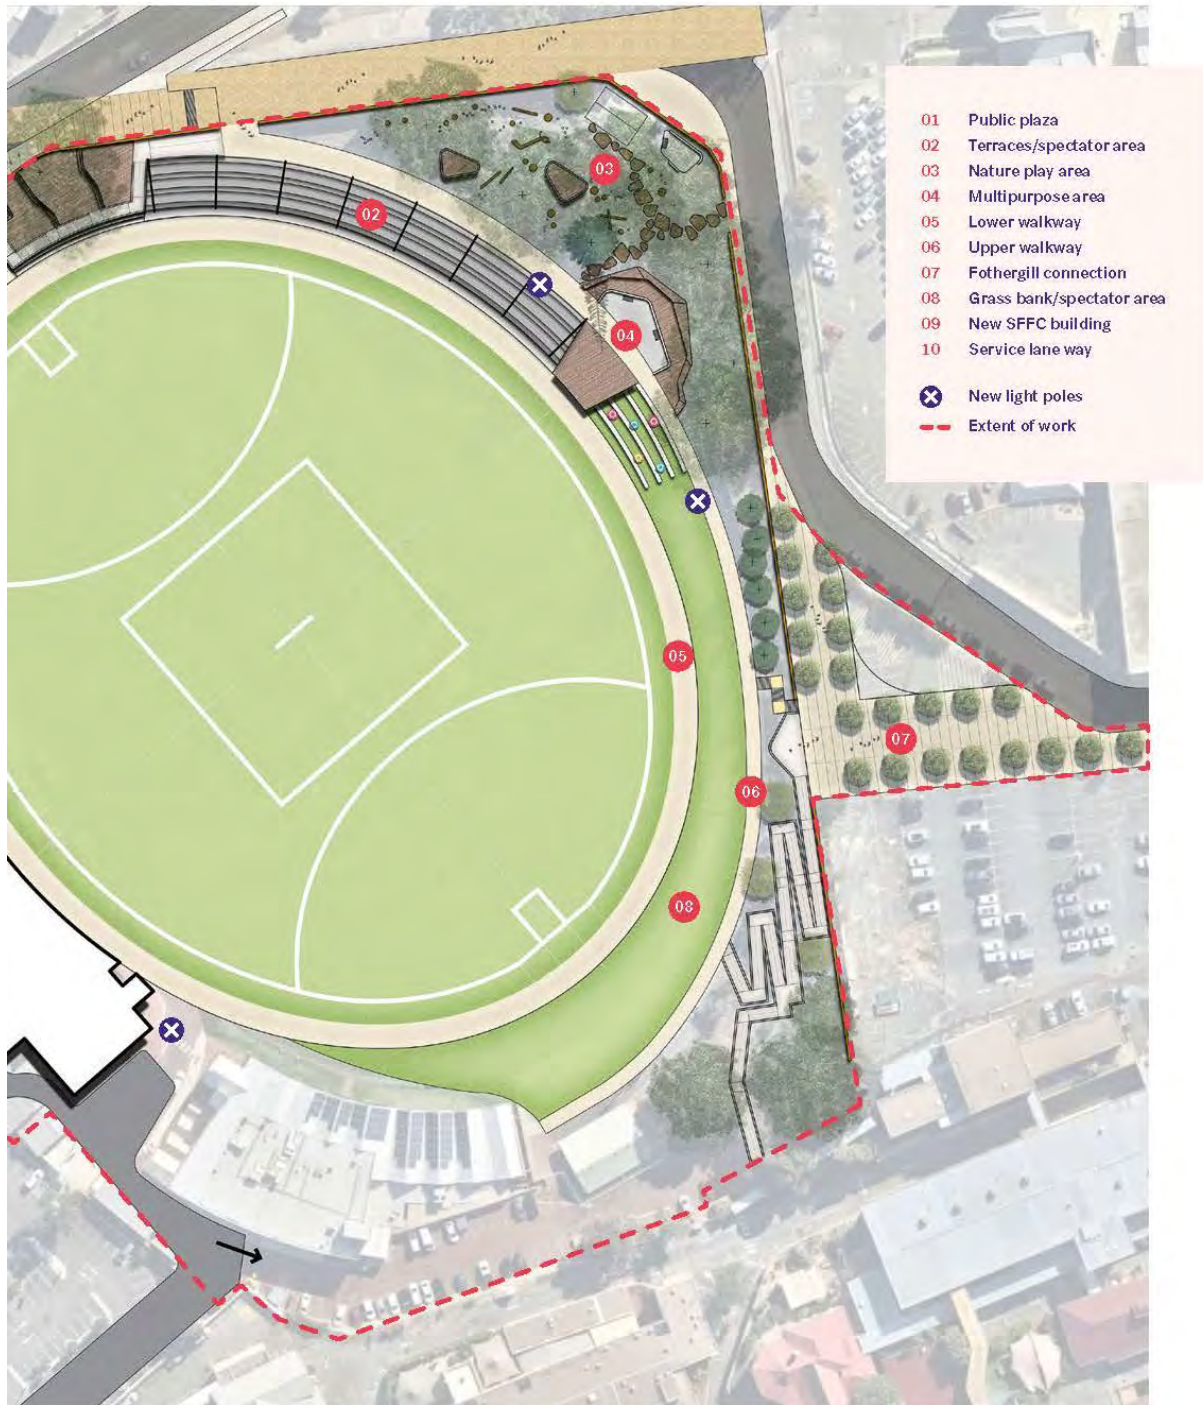 01 Public plaza
02 Terraces/spectator area
03 Nature play area
04 Multipurpose area
05 Lower walkway
06 Upper walkway
07 Fothergill connection
08 Grass bank/spectator area
09 New SFFC building
10 Service lane way
New light poles
Extent of work
03
02
04
05
07
06
08